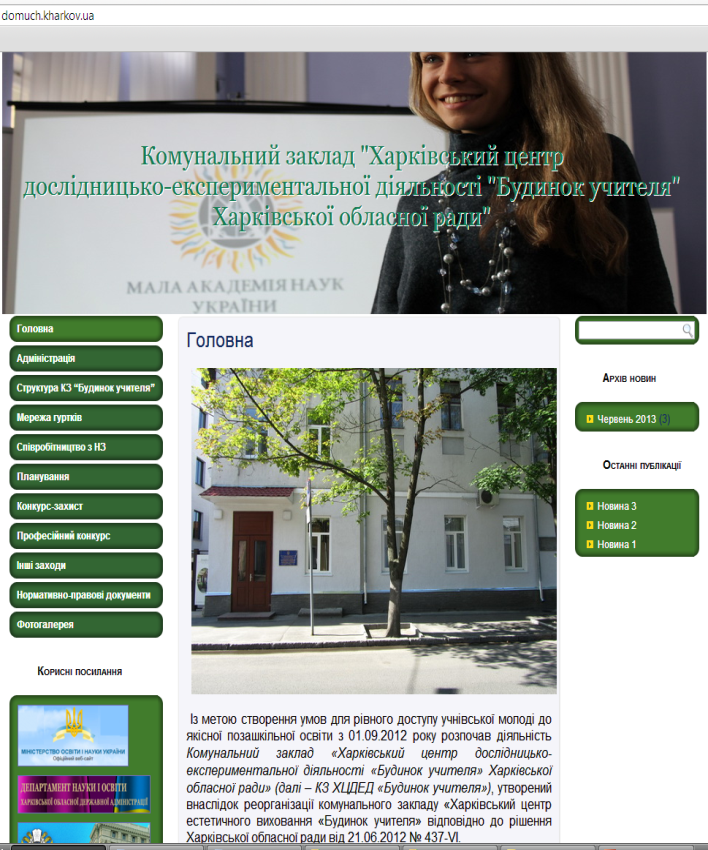 domuch.kharkov.ua
Комунальний заклад "Харківський центр
дослідницько-експериментальної діяльності "Будинок учителя"
Харківської обласної ради"
МАЛА АКАДЕМІЯ НАУК
УКРАЇНИ
Головна
Адміністрація
Структура КЗ "Будинок учителя"
Мережа гуртків
Співробітництво з НЗ
Планування
Конкурс-захист
Професійний конкурс
Інші заходи
Нормативно-правові документи
Фотогалерея
Корисні посилання
МІНІСТЕРСТВО ОСВІТИ І НАУКИ УКРАЇНИ
Офіційний веб-сайт
ДЕПАРТАМЕНТ НАУКИ І ОСВІТИ
ХАРКІВСЬКОЇ ОБЛАСНОЇ ДЕРЖАВНОЇ АДМІНІСТРАЦІЇ
Головна
Із метою створення умов для рівного доступу учнівської молоді до
якісної позашкільної освіти з 01.09.2012 року розпочав діяльність
Комунальний заклад «Харківський центр дослідницько-
експериментальної діяльності «Будинок учителя» Харківської
обласної ради» (далі – КЗ ХЦДЕД «Будинок учителя»), утворений
внаслідок реорганізації комунального закладу «Харківський центр
естетичного виховання «Будинок учителя» відповідно до рішення
Харківської обласної ради від 21.06.2012 № 437-VI.
Архів новин
Червень 2013 (3)
Останні публікації
Новина 3
Новина 2
Новина 1